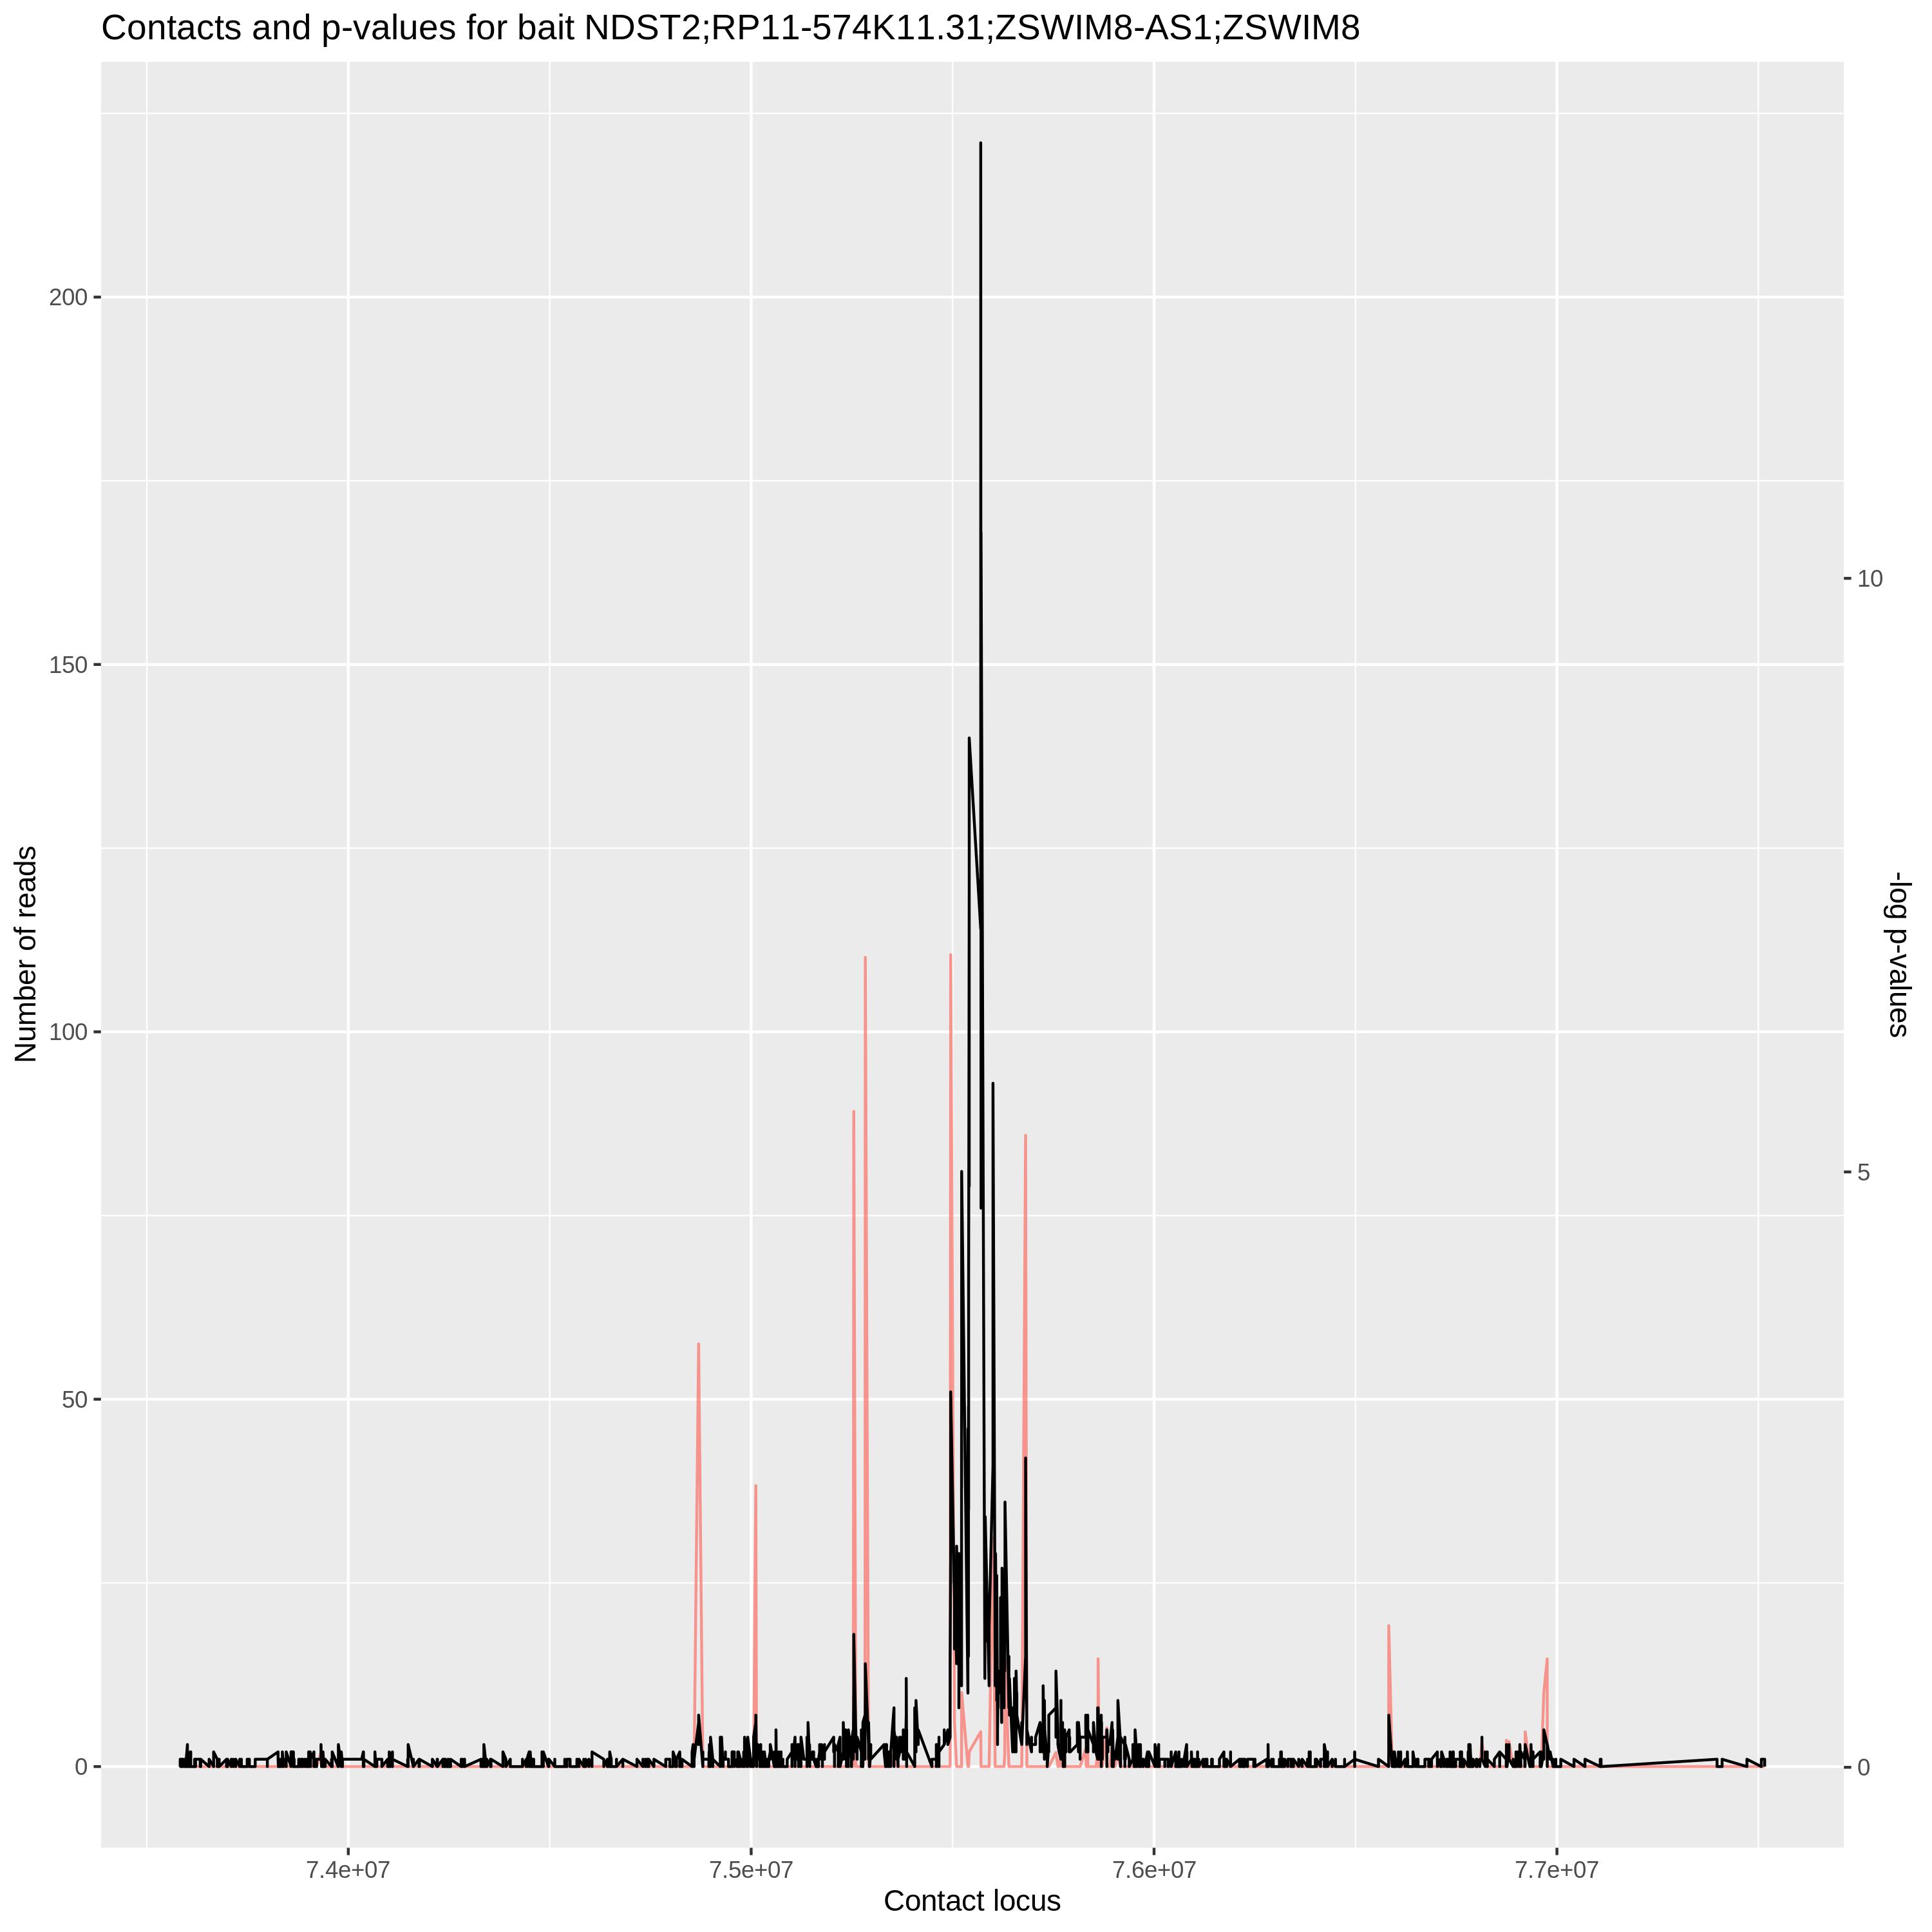 Contacts and p-values for bait NDST2;RP11-574K11.31;ZSWIM8-AS1;ZSWIM8
Number of reads
200
150
100
50
0
10
5
0
-log p-values
7.4e+07 7.5e+07 7.6e+07 7.7e+07
Contact locus